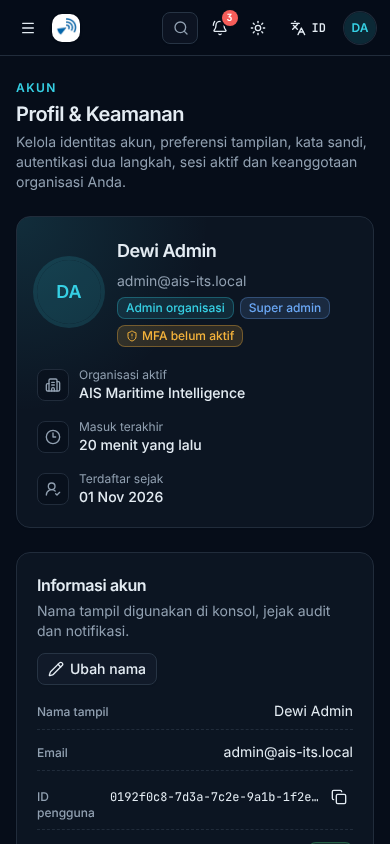 3
ID
DA
AKUN
Profil & Keamanan
Kelola identitas akun, preferensi tampilan, kata sandi,
autentikasi dua langkah, sesi aktif dan keanggotaan
organisasi Anda.
DA
Dewi Admin
admin@ais-its.local
Admin organisasi
Super admin
MFA belum aktif
Organisasi aktif
AIS Maritime Intelligence
Masuk terakhir
20 menit yang lalu
Terdaftar sejak
01 Nov 2026
Informasi akun
Nama tampil digunakan di konsol, jejak audit
dan notifikasi.
Ubah nama
Nama tampil
Dewi Admin
Email
admin@ais-its.local
ID
pengguna
0192f0c8-7d3a-7c2e-9a1b-1f2e…